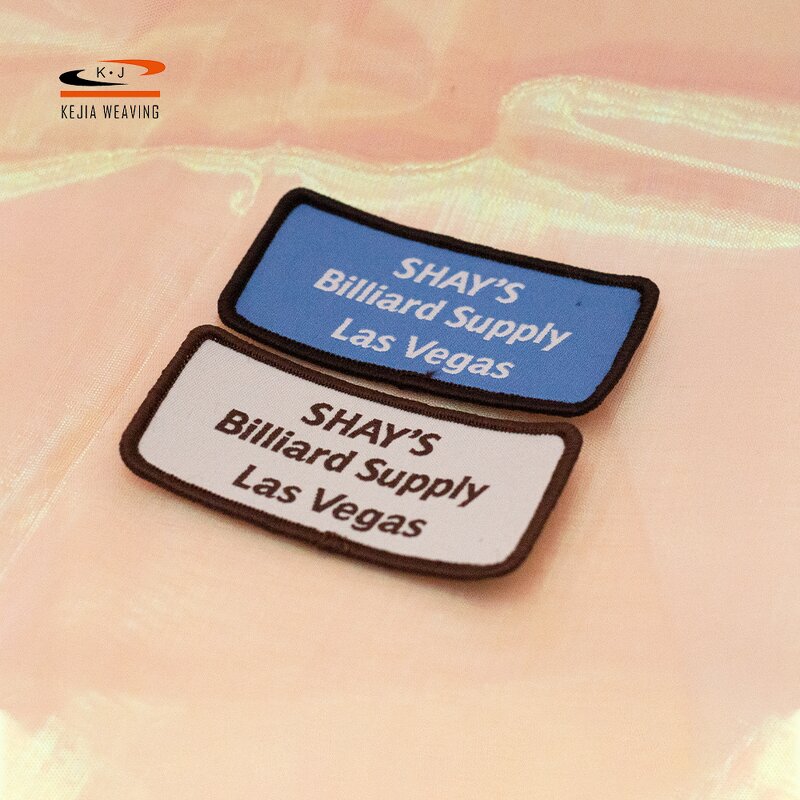 K·J
KEJIA WEAVING
SHAY'S
Billiard Supply
Las Vegas
SHAY'S
Billiard Supply
Las Vegas